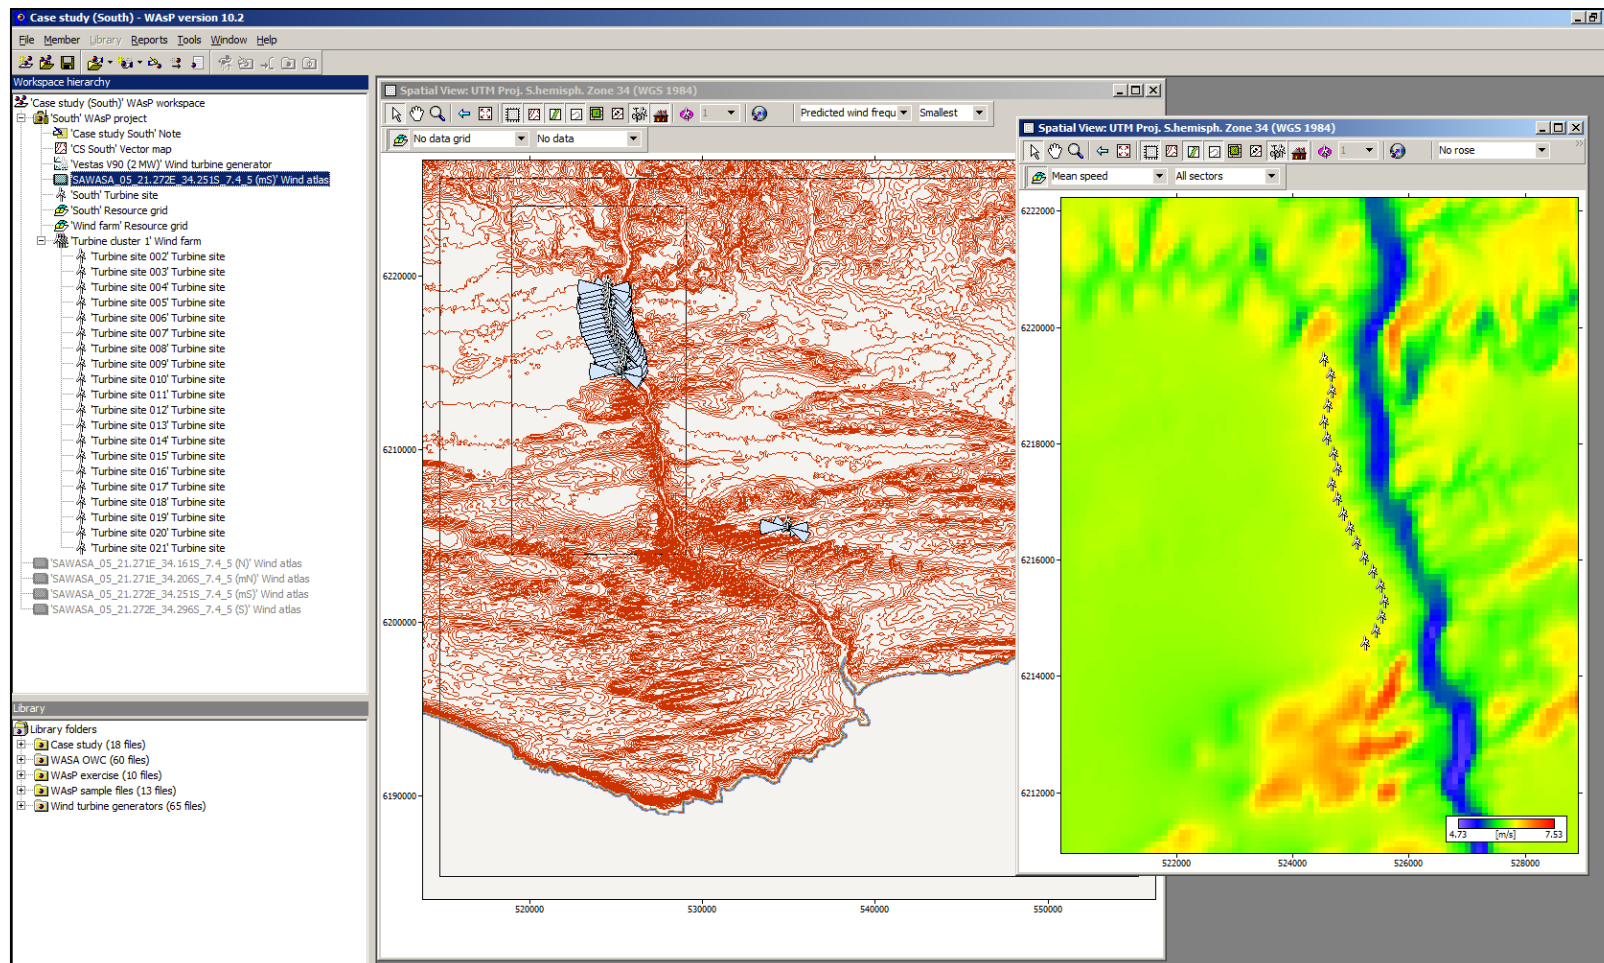 Case study (South) - WAsP version 10.2
File Member Library Reports Tools Window Help
Workspace hierarchy
'Case study (South)' WAsP workspace
'South' WAsP project
'Case study South' Note
'CS South' Vector map
'Vestas V90 (2 MW)' Wind turbine generator
'SAWASA_05_21.272E_34.251S_7.4_5 (mS)' Wind atlas
'South' Turbine site
'South' Resource grid
'Wind farm' Resource grid
'Turbine cluster 1' Wind farm
'Turbine site 002' Turbine site
'Turbine site 003' Turbine site
'Turbine site 004' Turbine site
'Turbine site 005' Turbine site
'Turbine site 006' Turbine site
'Turbine site 007' Turbine site
'Turbine site 008' Turbine site
'Turbine site 009' Turbine site
'Turbine site 010' Turbine site
'Turbine site 011' Turbine site
'Turbine site 012' Turbine site
'Turbine site 013' Turbine site
'Turbine site 014' Turbine site
'Turbine site 015' Turbine site
'Turbine site 016' Turbine site
'Turbine site 017' Turbine site
'Turbine site 018' Turbine site
'Turbine site 019' Turbine site
'Turbine site 020' Turbine site
'Turbine site 021' Turbine site
'SAWASA_05_21.271E_34.161S_7.4_5 (N)' Wind atlas
'SAWASA_05_21.271E_34.206S_7.4_5 (mN)' Wind atlas
'SAWASA_05_21.272E_34.251S_7.4_5 (mS)' Wind atlas
'SAWASA_05_21.272E_34.296S_7.4_5 (S)' Wind atlas
Library
Library folders
Case study (18 files)
WASA OWC (60 files)
WAsP exercise (10 files)
WAsP sample files (13 files)
Wind turbine generators (65 files)
Spatial View: UTM Proj. S.hemisph. Zone 34 (WGS 1984)
1 Predicted wind frequ Smallest
No data grid No data
6220000
6210000
6200000
6190000
520000 530000 540000 550000
Spatial View: UTM Proj. S.hemisph. Zone 34 (WGS 1984)
1 No rose
Mean speed All sectors
6222000
6220000
6218000
6216000
6214000
6212000
4.73 [m/s] 7.53
522000 524000 526000 528000